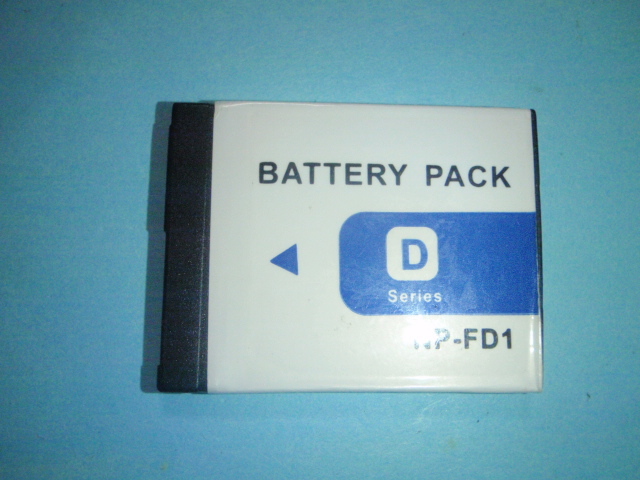 BATTERY PACK
D
Series
NP-FD1